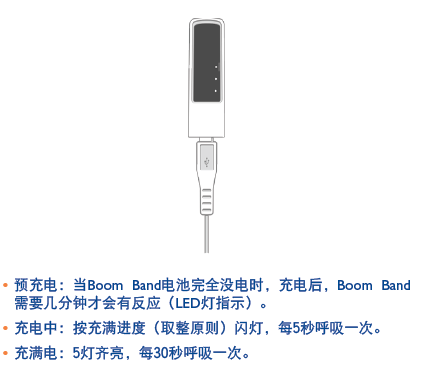 • 预充电：当Boom Band电池完全没电时，充电后，Boom Band
需要几分钟才会有反应（LED灯指示）。
• 充电中：按充满进度（取整原则）闪灯，每5秒呼吸一次。
• 充满电：5灯齐亮，每30秒呼吸一次。